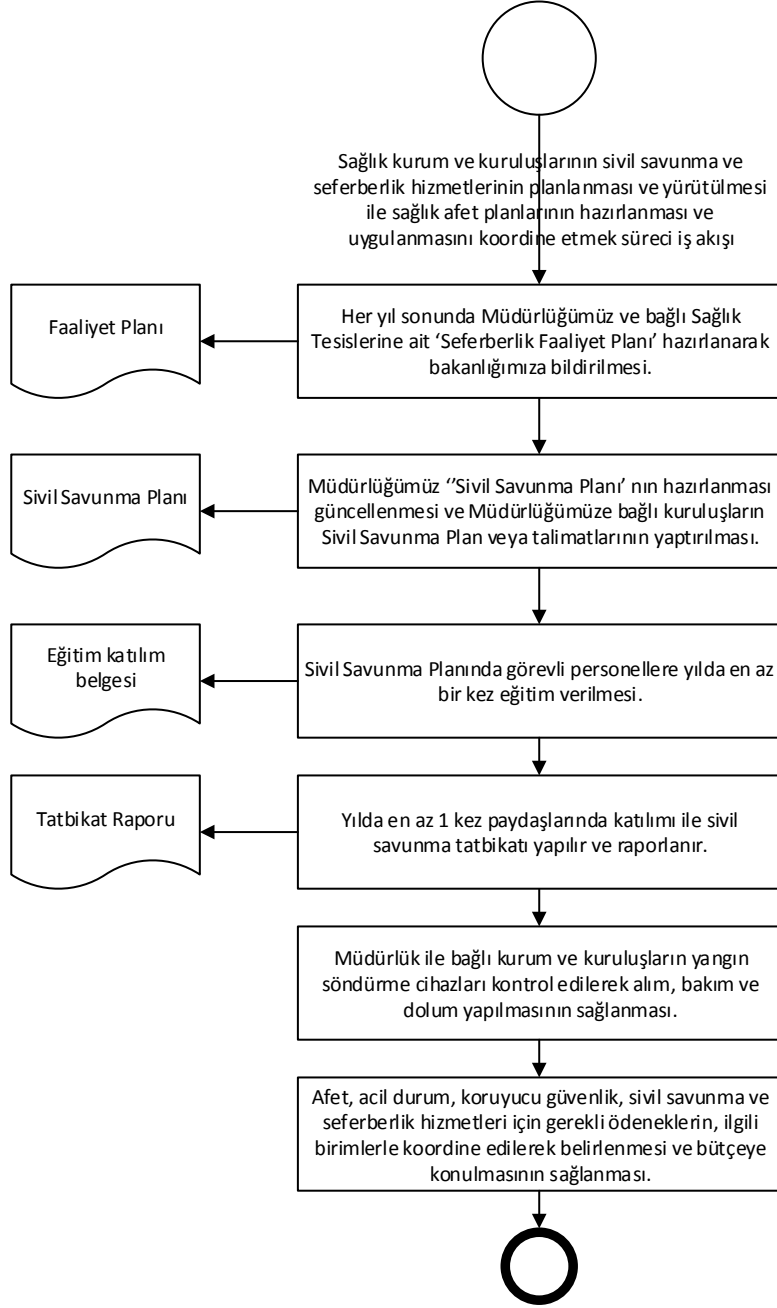 Sağlık kurum ve kuruluşlarının sivil savunma ve
seferberlik hizmetlerinin planlanması ve yürütülmesi
ile sağlık afet planlarının hazırlanması ve
uygulanmasını koordine etmek süreci iş akışı
Faaliyet Planı
Her yıl sonunda Müdürlüğümüz ve bağlı Sağlık
Tesislerine ait ‘Seferberlik Faaliyet Planı’ hazırlanarak
bakanlığımıza bildirilmesi.
Sivil Savunma Planı
Müdürlüğümüz ‘’Sivil Savunma Planı’ nın hazırlanması
güncellenmesi ve Müdürlüğümüze bağlı kuruluşların
Sivil Savunma Plan veya talimatlarının yaptırılması.
Eğitim katılım
belgesi
Sivil Savunma Planında görevli personellere yılda en az
bir kez eğitim verilmesi.
Tatbikat Raporu
Yılda en az 1 kez paydaşlarında katılımı ile sivil
savunma tatbikatı yapılır ve raporlanır.
Müdürlük ile bağlı kurum ve kuruluşların yangın
söndürme cihazları kontrol edilerek alım, bakım ve
dolum yapılmasının sağlanması.
Afet, acil durum, koruyucu güvenlik, sivil savunma ve
seferberlik hizmetleri için gerekli ödeneklerin, ilgili
birimlerle koordine edilerek belirlenmesi ve bütçeye
konulmasının sağlanması.